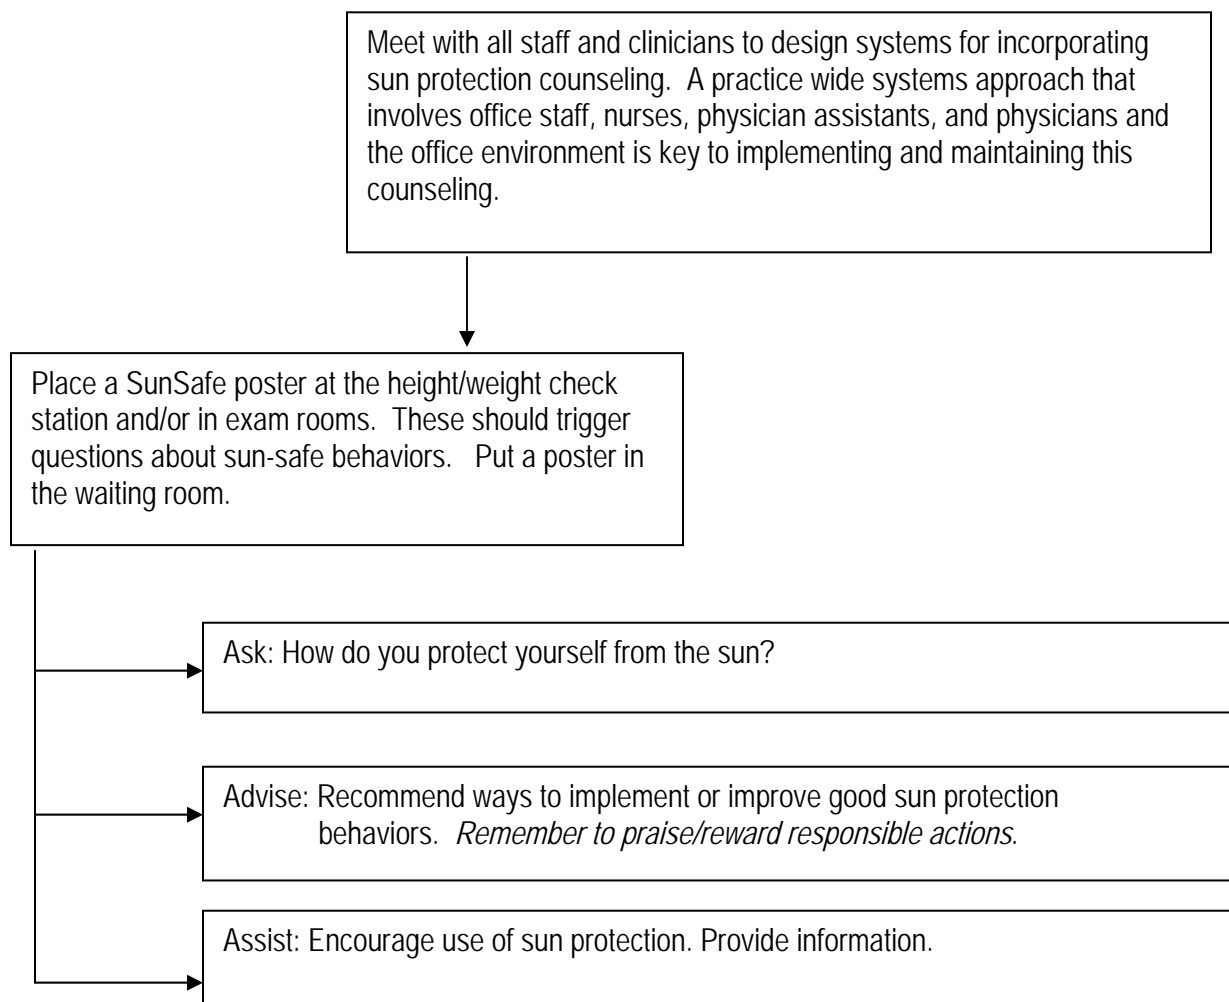 Meet with all staff and clinicians to design systems for incorporating
sun protection counseling.  A practice wide systems approach that
involves office staff, nurses, physician assistants, and physicians and
the office environment is key to implementing and maintaining this
counseling.
Place a SunSafe poster at the height/weight check
station and/or in exam rooms.  These should trigger
questions about sun-safe behaviors.   Put a poster in
the waiting room.
Ask: How do you protect yourself from the sun?
Advise: Recommend ways to implement or improve good sun protection
behaviors.  Remember to praise/reward responsible actions.
Assist: Encourage use of sun protection. Provide information.